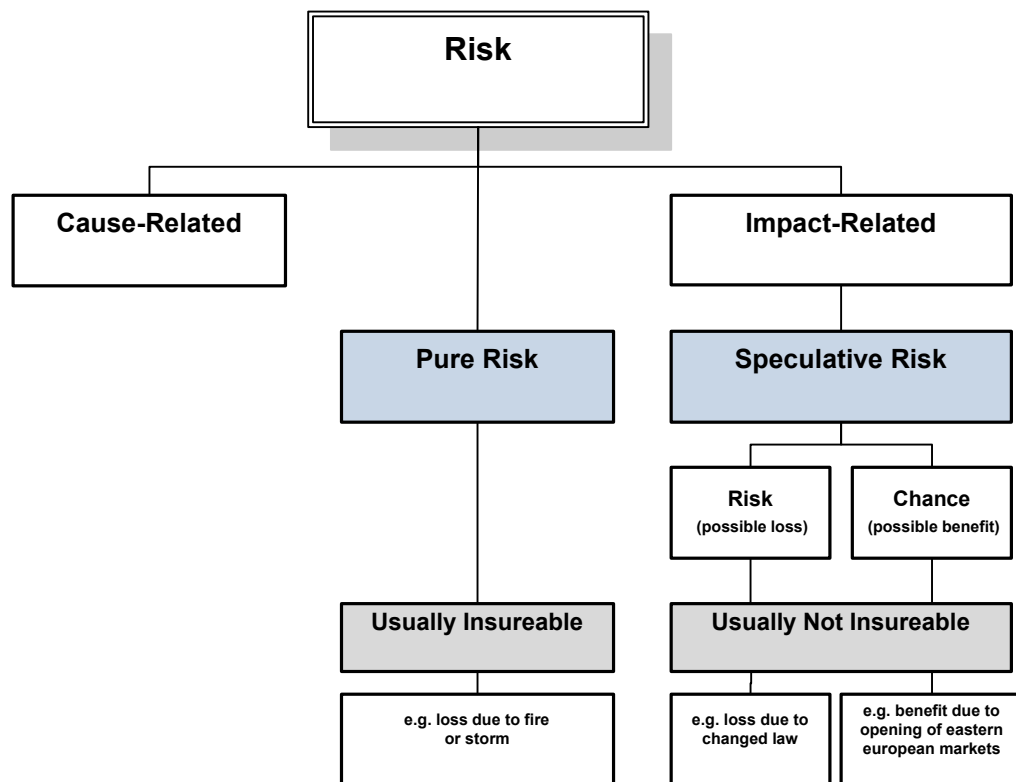 Risk
Cause-Related
Impact-Related
Pure Risk
Speculative Risk
Risk
(possible loss)
Chance
(possible benefit)
Usually Insureable
Usually Not Insureable
e.g. loss due to fire
or storm
e.g. loss due to
changed law
e.g. benefit due to
opening of eastern
european markets